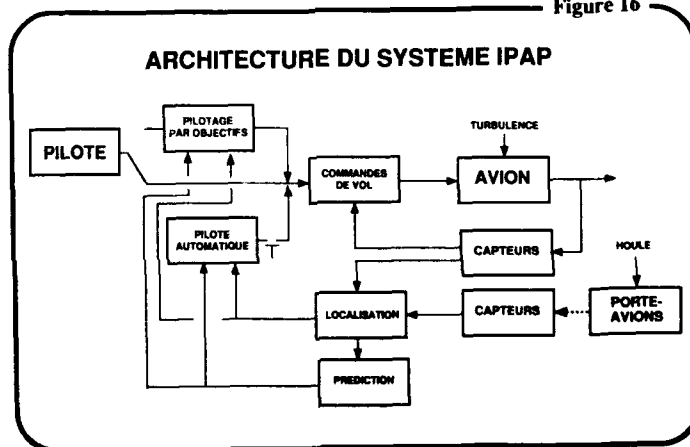 Figure 16
ARCHITECTURE DU SYSTEME IPAP
PILOTAGE
PAR OBJECTIFS
PILOTE
TURBULENCE
COMMANDES
DE VOL
AVION
PILOTE
AUTOMATIQUE
CAPTEURS
HOULE
LOCALISATION
CAPTEURS
PORTE-
AVIONS
PREDICTION